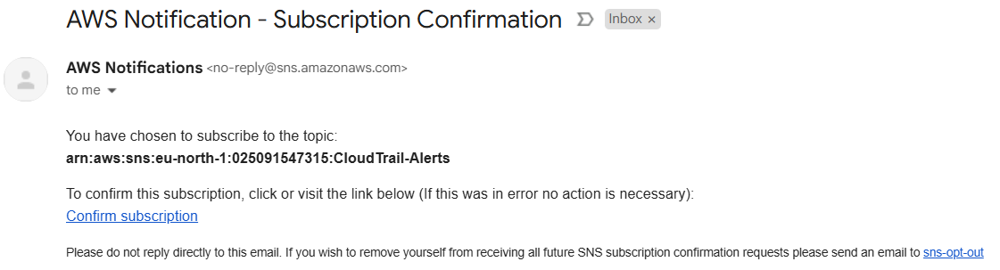 AWS Notification - Subscription Confirmation Inbox ×
AWS Notifications <no-reply@sns.amazonaws.com>
to me
You have chosen to subscribe to the topic:
arn:aws:sns:eu-north-1:025091547315:CloudTrail-Alerts
To confirm this subscription, click or visit the link below (If this was in error no action is necessary):
Confirm subscription
Please do not reply directly to this email. If you wish to remove yourself from receiving all future SNS subscription confirmation requests please send an email to sns-opt-out